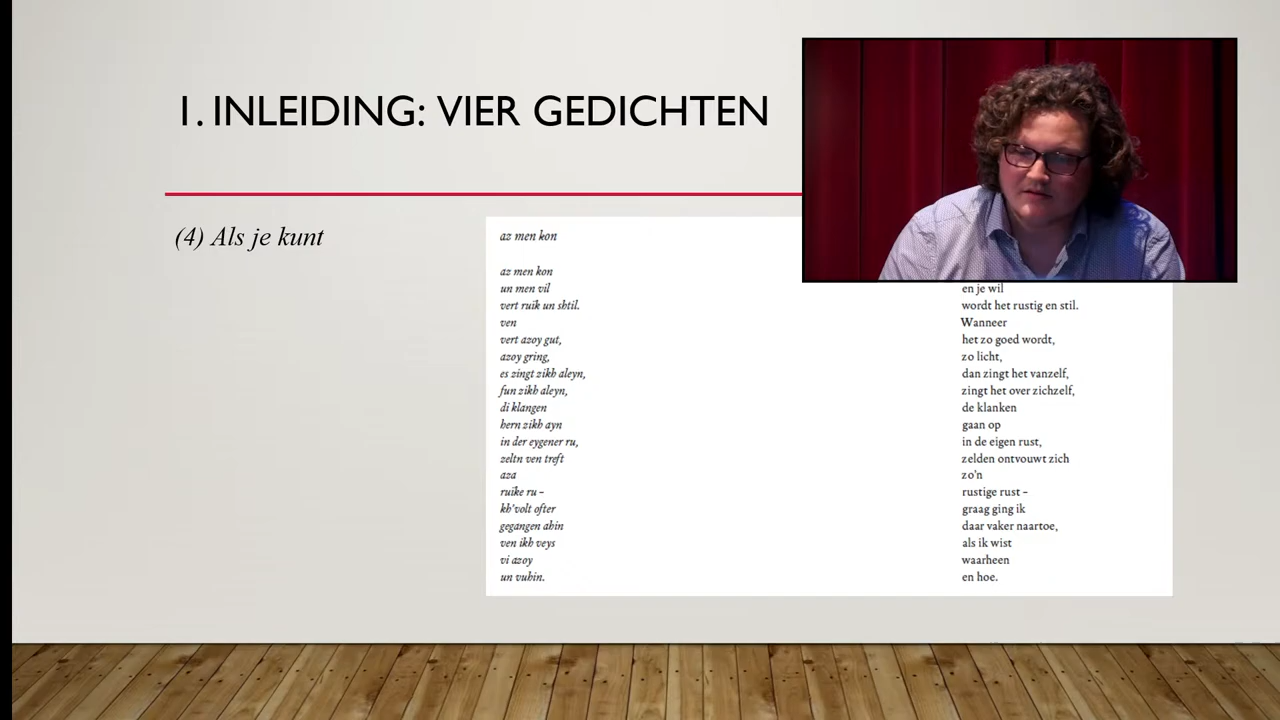 1. INLEIDING: VIER GEDICHTEN
(4) Als je kunt
az men kon
az men kon
un men vil
vert ruïk un shtil.
ven
vert azoy gut,
azoy gring,
es zingt zikh aleyn,
fun zikh aleyn,
di klangen
hern zikh ayn
in der eygener ru,
zeltn ven treft
aza
ruïke ru –
kh'volt ofter
gegangen ahin
ven ikh veys
vi azoy
un vuhin.
en je wil
wordt het rustig en stil.
Wanneer
het zo goed wordt,
zo licht,
dan zingt het vanzelf,
zingt het over zichzelf,
de klanken
gaan op
in de eigen rust,
zelden ontvouwt zich
zo'n
rustige rust –
graag ging ik
daar vaker naartoe,
als ik wist
waarheen
en hoe.